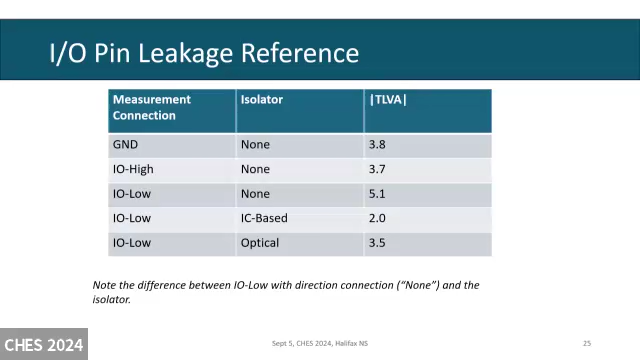 I/O Pin Leakage Reference
Measurement Connection Isolator |TLVA|
GND None 3.8
IO-High None 3.7
IO-Low None 5.1
IO-Low IC-Based 2.0
IO-Low Optical 3.5
Note the difference between IO-Low with direction connection (“None”) and the
isolator.
CHES 2024
Sept 5, CHES 2024, Halifax NS
25